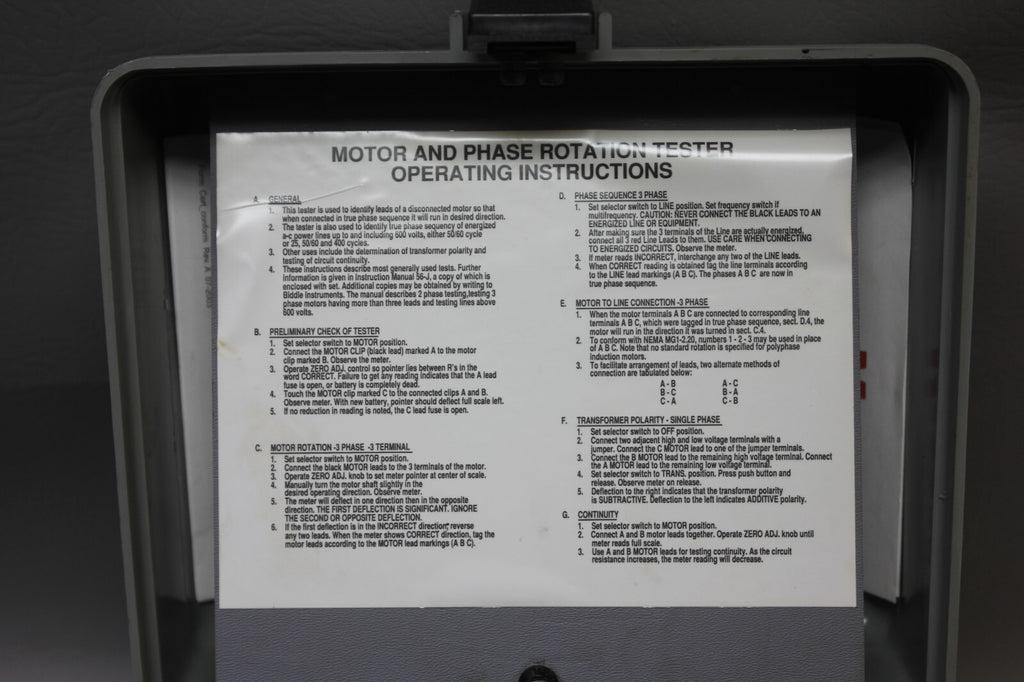 MOTOR AND PHASE ROTATION TESTER
OPERATING INSTRUCTIONS
A. GENERAL
1. This tester is used to identify leads of a disconnected motor so that
when connected in true phase sequence it will run in desired direction.
2. The tester is also used to identify true phase sequence of energized
a-c power lines up to and including 600 volts, either 50/60 cycle
or 25, 50/60 and 400 cycles.
3. Other uses include the determination of transformer polarity and
testing of circuit continuity.
4. These instructions describe most generally used tests. Further
information is given in Instruction Manual 56-J, a copy of which is
enclosed with set. Additional copies may be obtained by writing to
Biddle Instruments. The manual describes 2 phase testing,testing 3
phase motors having more than three leads and testing lines above
600 volts.
B. PRELIMINARY CHECK OF TESTER
1. Set selector switch to MOTOR position.
2. Connect the MOTOR CLIP (black lead) marked A to the motor
clip marked B. Observe the meter.
3. Operate ZERO ADJ. control so pointer lies between R's in the
word CORRECT. Failure to get any reading indicates that the A lead
fuse is open, or battery is completely dead.
4. Touch the MOTOR clip marked C to the connected clips A and B.
Observe meter. With new battery, pointer should deflect full scale left.
5. If no reduction in reading is noted, the C lead fuse is open.
C. MOTOR ROTATION -3 PHASE -3 TERMINAL
1. Set selector switch to MOTOR position.
2. Connect the black MOTOR leads to the 3 terminals of the motor.
3. Operate ZERO ADJ. knob to set meter pointer at center of scale.
4. Manually turn the motor shaft slightly in the
desired operating direction. Observe meter.
5. The meter will deflect in one direction then in the opposite
direction. THE FIRST DEFLECTION IS SIGNIFICANT. IGNORE
THE SECOND OR OPPOSITE DEFLECTION.
6. If the first deflection is in the INCORRECT direction, reverse
any two leads. When the meter shows CORRECT direction, tag the
motor leads according to the MOTOR lead markings (A B C).
D. PHASE SEQUENCE 3 PHASE
1. Set selector switch to LINE position. Set frequency switch if
multifrequency. CAUTION: NEVER CONNECT THE BLACK LEADS TO AN
ENERGIZED LINE OR EQUIPMENT.
2. After making sure the 3 terminals of the Line are actually energized,
connect all 3 red Line Leads to them. USE CARE WHEN CONNECTING
TO ENERGIZED CIRCUITS. Observe the meter.
3. If meter reads INCORRECT, interchange any two of the LINE leads.
4. When CORRECT reading is obtained tag the line terminals according
to the LINE lead markings (A B C). The phases A B C are now in
true phase sequence.
E. MOTOR TO LINE CONNECTION -3 PHASE
1. When the motor terminals A B C are connected to corresponding line
terminals A B C, which were tagged in true phase sequence, sect. D.4, the
motor will run in the direction it was turned in sect. C.4.
2. To conform with NEMA MG1-2.20, numbers 1 - 2 - 3 may be used in place
of A B C. Note that no standard rotation is specified for polyphase
induction motors.
3. To facilitate arrangement of leads, two alternate methods of
connection are tabulated below:
A - B A - C
B - C B - A
C - A C - B
F. TRANSFORMER POLARITY - SINGLE PHASE
1. Set selector switch to OFF position.
2. Connect two adjacent high and low voltage terminals with a
jumper. Connect the C MOTOR lead to one of the jumper terminals.
3. Connect the B MOTOR lead to the remaining high voltage terminal. Connect
the A MOTOR lead to the remaining low voltage terminal.
4. Set selector switch to TRANS. position. Press push button and
release. Observe meter on release.
5. Deflection to the right indicates that the transformer polarity
is SUBTRACTIVE. Deflection to the left indicates ADDITIVE polarity.
G. CONTINUITY
1. Set selector switch to MOTOR position.
2. Connect A and B motor leads together. Operate ZERO ADJ. knob until
meter reads full scale.
3. Use A and B MOTOR leads for testing continuity. As the circuit
resistance increases, the meter reading will decrease.